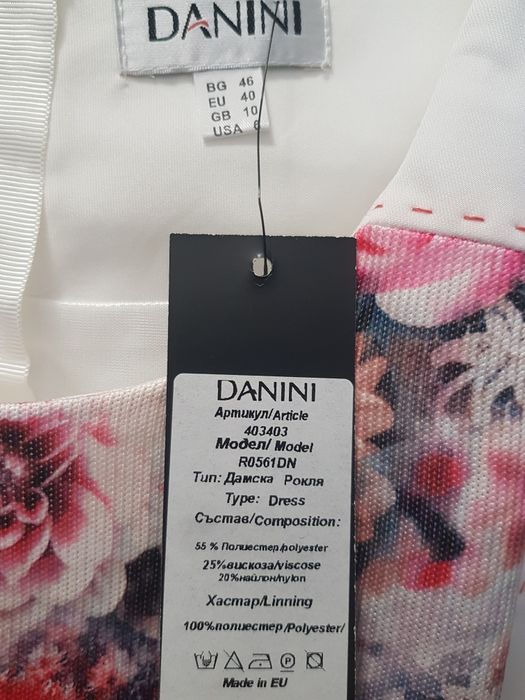 DANINI
BG 46
EU 40
GB 10
USA 6
DANINI
Артикул/Article
403403
Модел/ Model
R0561DN
Тип: Дамска Рокля
Type: Dress
Състав/Composition:
55 % Полиестер/polyester
25%вискоза/viscose
20%найлон/nylon
Хастар/Linning
100%полиестер/Polyester/
P
Made in EU